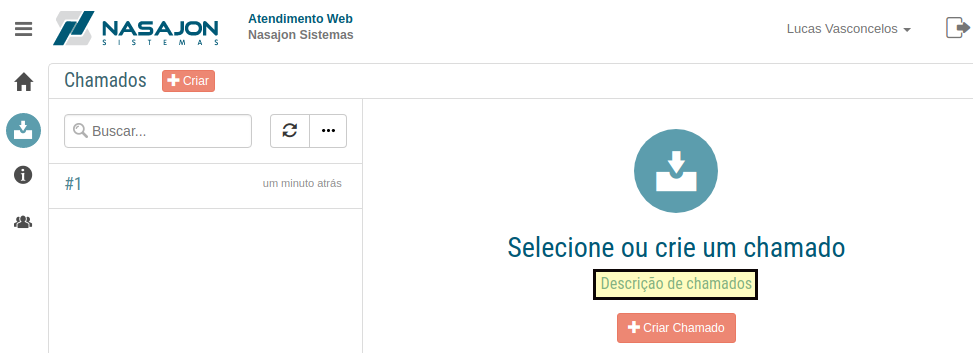 NASAJON
SISTEMAS
Atendimento Web
Nasajon Sistemas
Lucas Vasconcelos
Chamados
Criar
Buscar...
#1
um minuto atrás
Selecione ou crie um chamado
Descrição de chamados
Criar Chamado